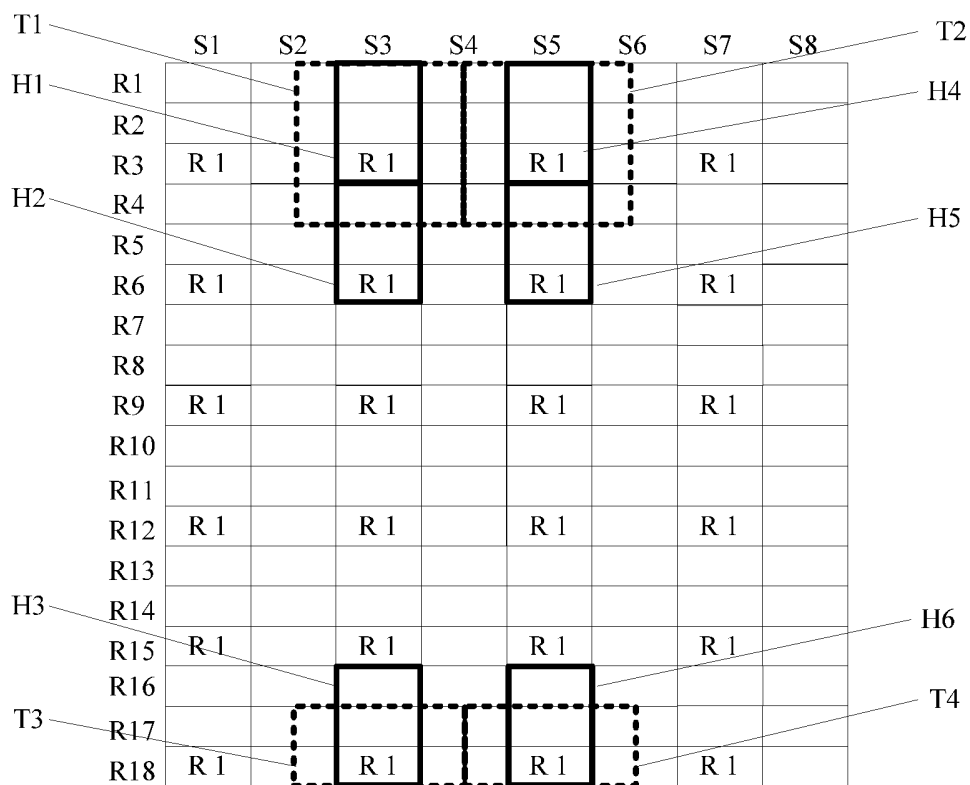 T1 T2
S1 S2 S3 S4 S5 S6 S7 S8
R1
H1 H4
R2
R3 R 1 R 1 R 1 R 1
H2 R4
R5 H5
R6 R 1 R 1 R 1 R 1
R7
R8
R9 R 1 R 1 R 1 R 1
R10
R11
R12 R 1 R 1 R 1 R 1
R13
H3 R14 H6
R15 R 1 R 1 R 1 R 1
R16
T3 R17 T4
R18 R 1 R 1 R 1 R 1